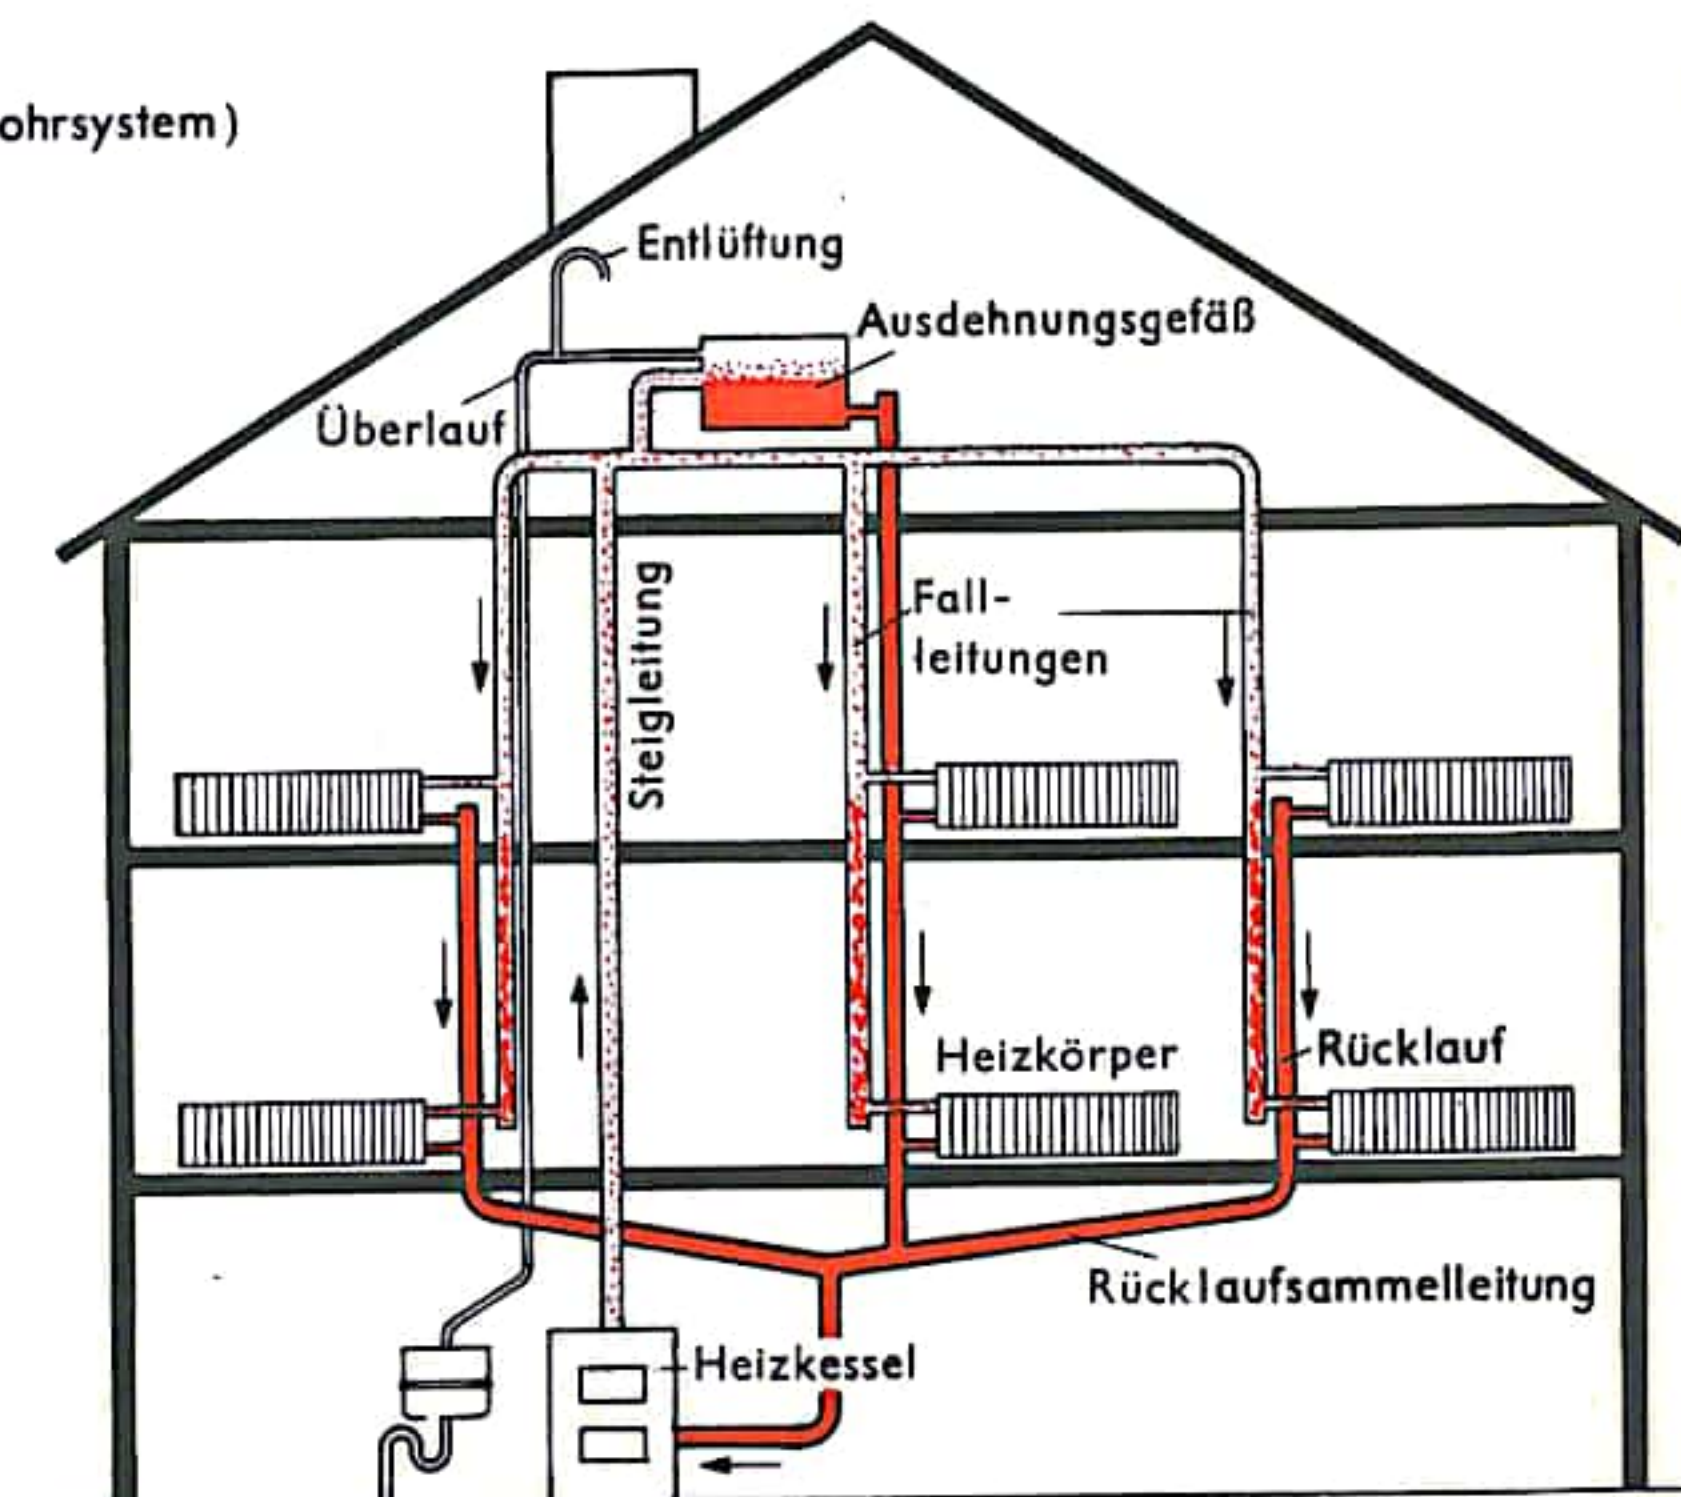 ohrsystem)
Entlüftung
Ausdehnungsgefäß
Überlauf
Steigleitung
Fall-
leitungen
Heizkörper
Rücklauf
Rücklaufsammelleitung
Heizkessel